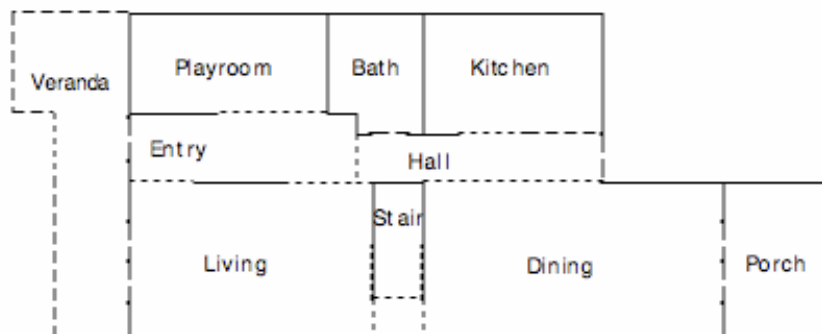 Playroom
Bath
Kitchen
Veranda
Entry
Hall
Stair
Living
Dining
Porch